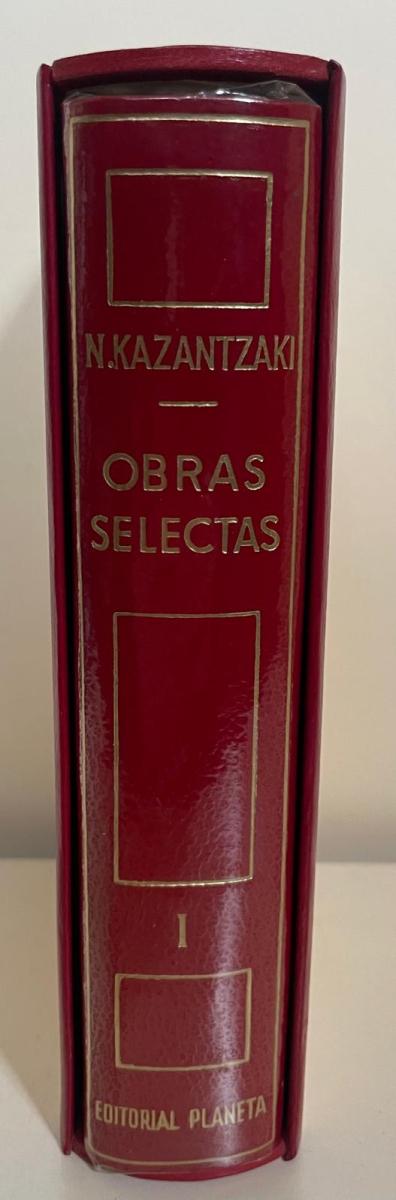 N.KAZANTZAKI
OBRAS
SELECTAS
I
EDITORIAL PLANETA